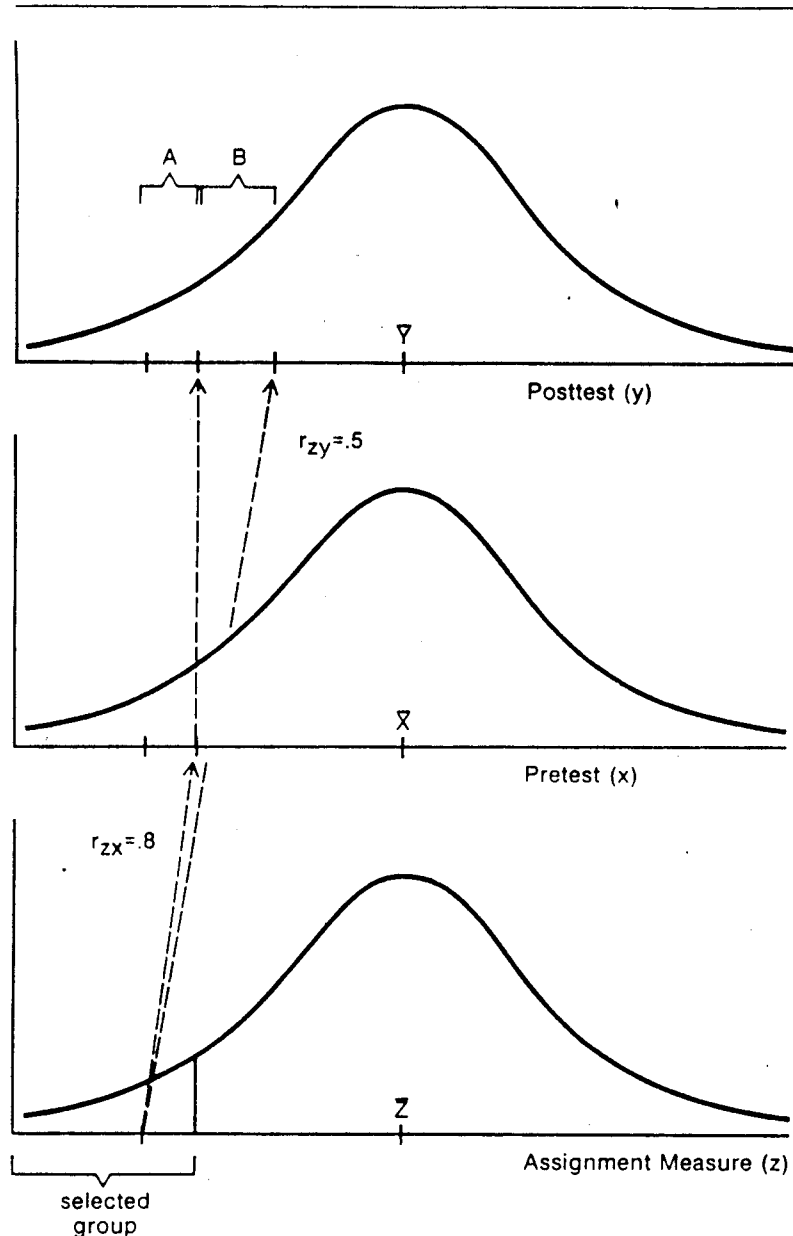 A B
Ȳ
Posttest (y)
r_zy=.5
X̄
Pretest (x)
r_zx=.8
Z̄
Assignment Measure (z)
selected
group